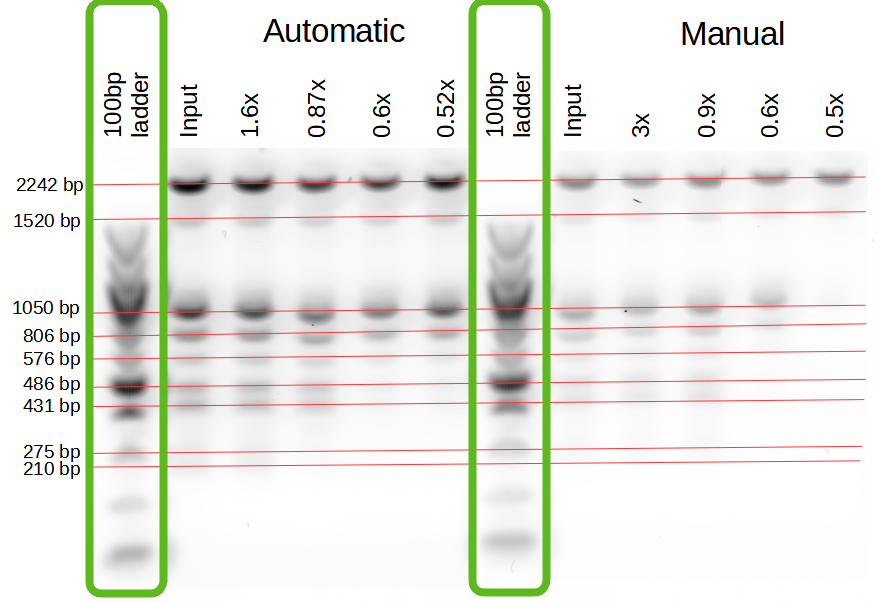 Automatic
Manual
100bp
ladder
Input
1.6x
0.87x
0.6x
0.52x
100bp
ladder
Input
3x
0.9x
0.6x
0.5x
2242 bp
1520 bp
1050 bp
806 bp
576 bp
486 bp
431 bp
275 bp
210 bp